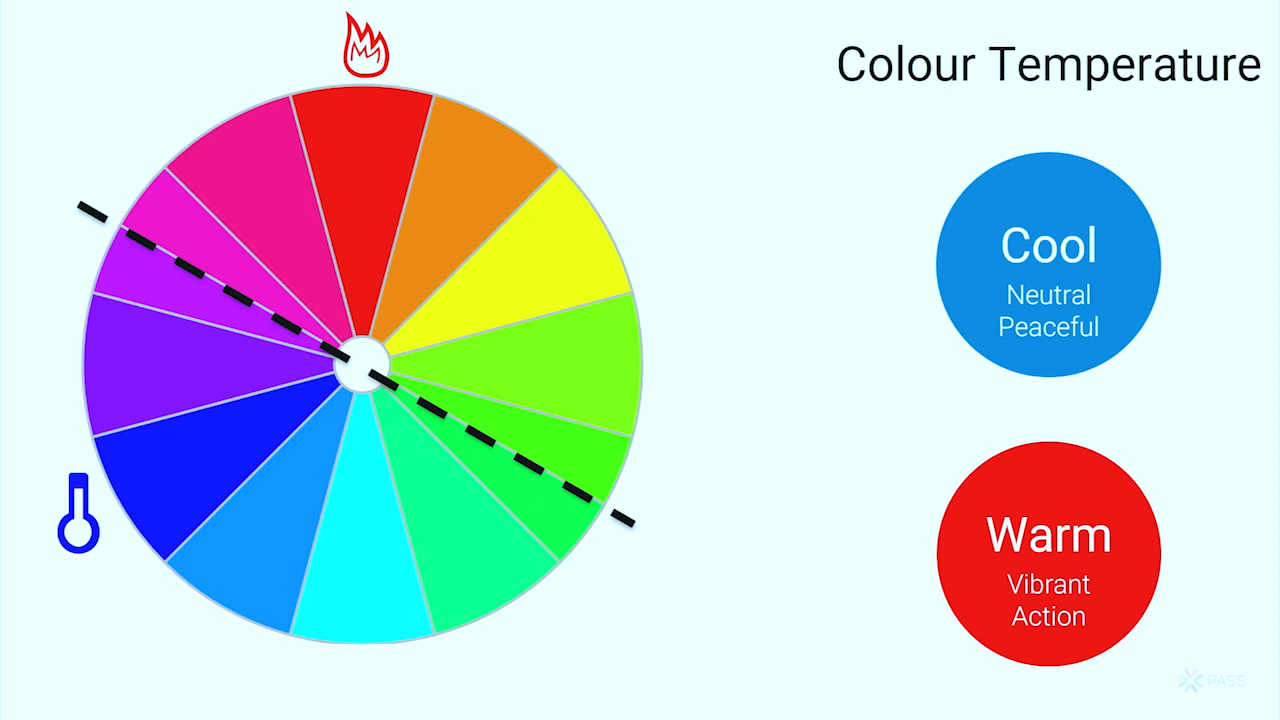 Colour Temperature
Cool
Neutral
Peaceful
Warm
Vibrant
Action
PASS